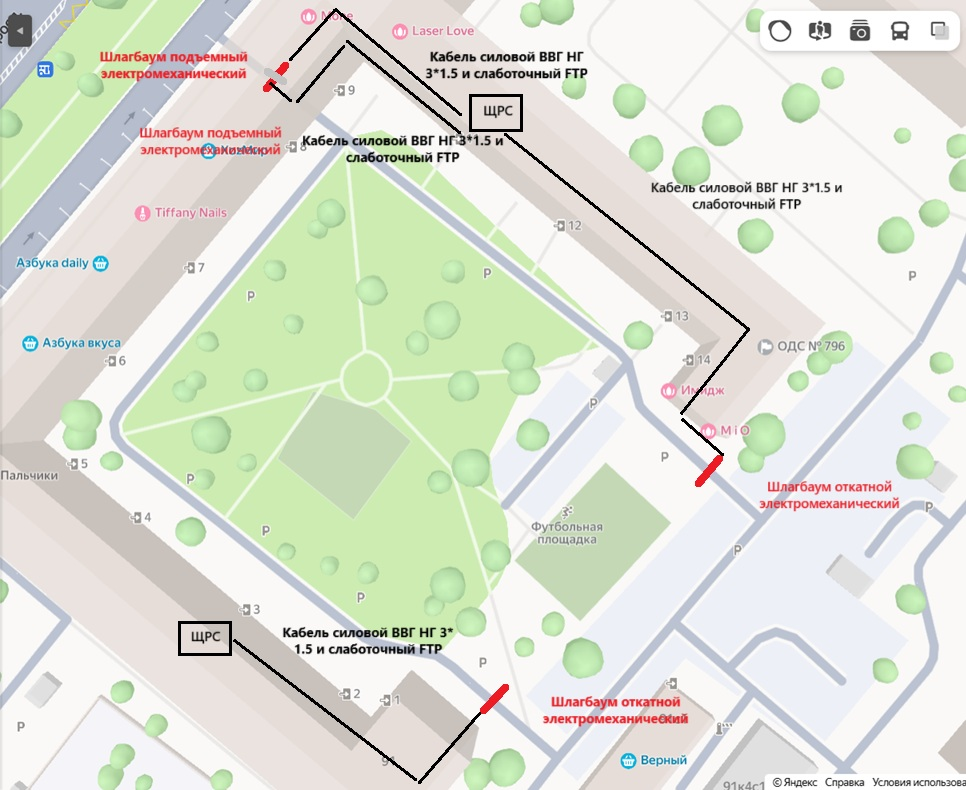 More
Laser Love
Шлагбаум подъемный
электромеханический
Кабель силовой ВВГ НГ
3*1.5 и слаботочный FTP
9
ЩРС
Шлагбаум подъемный
электромеханический
8
Кабель силовой ВВГ НГ 3*1.5 и
слаботочный FTP
Кабель силовой ВВГ НГ 3*1.5 и
слаботочный FTP
Tiffany Nails
12
Азбука daily
7
P
P
P
13
ОДС № 796
Азбука вкуса
6
14
Имидж
P
M i O
P
5
Пальчики
P
Шлагбаум откатной
электромеханический
4
P
P
Футбольная
площадка
P
P
3
ЩРС
Кабель силовой ВВГ НГ 3*
1.5 и слаботочный FTP
P
2
1
Шлагбаум откатной
электромеханический
P
Верный
91к4с1
© Яндекс Справка Условия использова